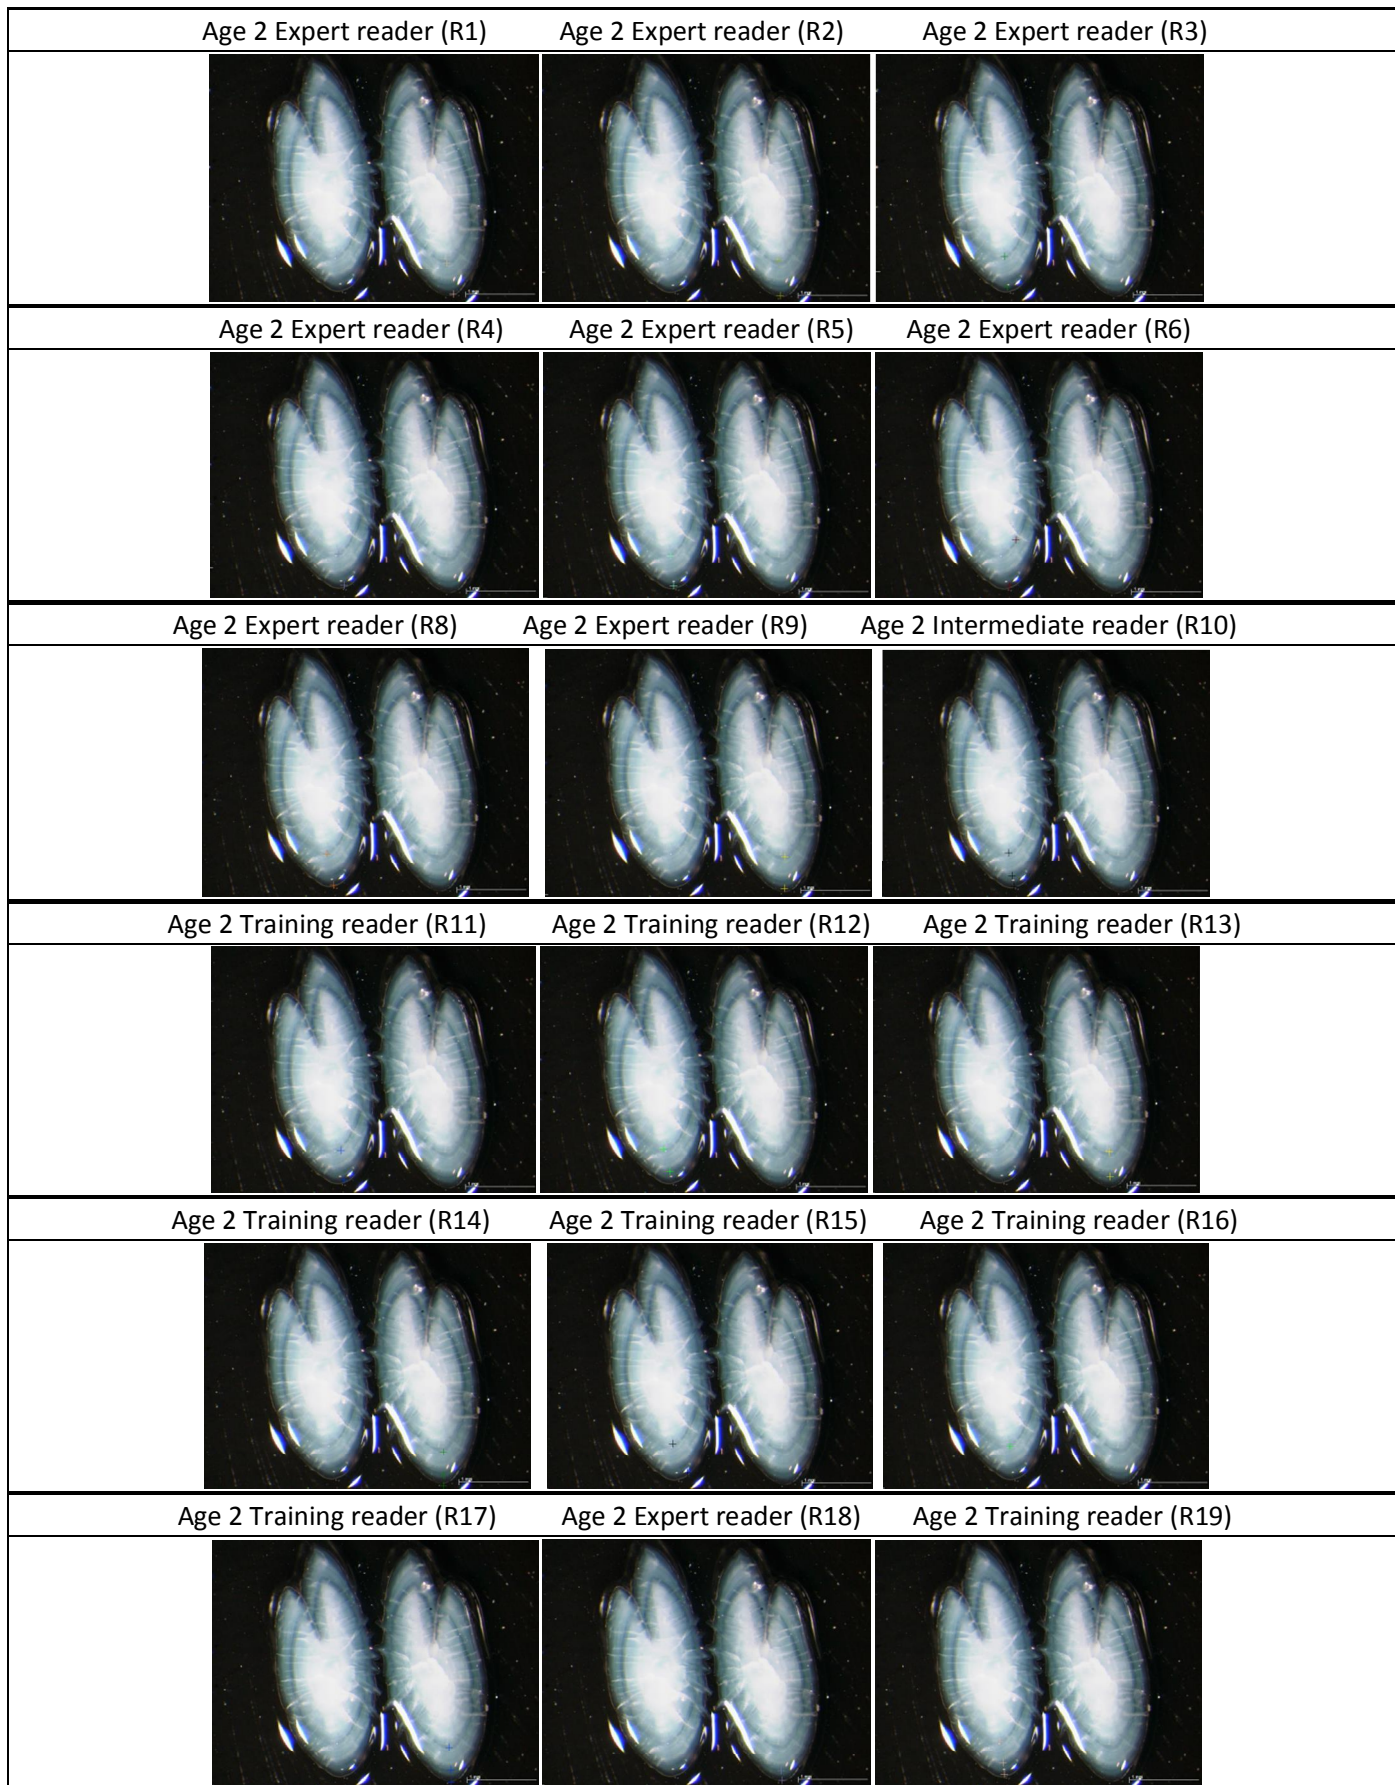 Age 2 Expert reader (R1) Age 2 Expert reader (R2) Age 2 Expert reader (R3)
Age 2 Expert reader (R4) Age 2 Expert reader (R5) Age 2 Expert reader (R6)
Age 2 Expert reader (R8) Age 2 Expert reader (R9) Age 2 Intermediate reader (R10)
Age 2 Training reader (R11) Age 2 Training reader (R12) Age 2 Training reader (R13)
Age 2 Training reader (R14) Age 2 Training reader (R15) Age 2 Training reader (R16)
Age 2 Training reader (R17) Age 2 Expert reader (R18) Age 2 Training reader (R19)